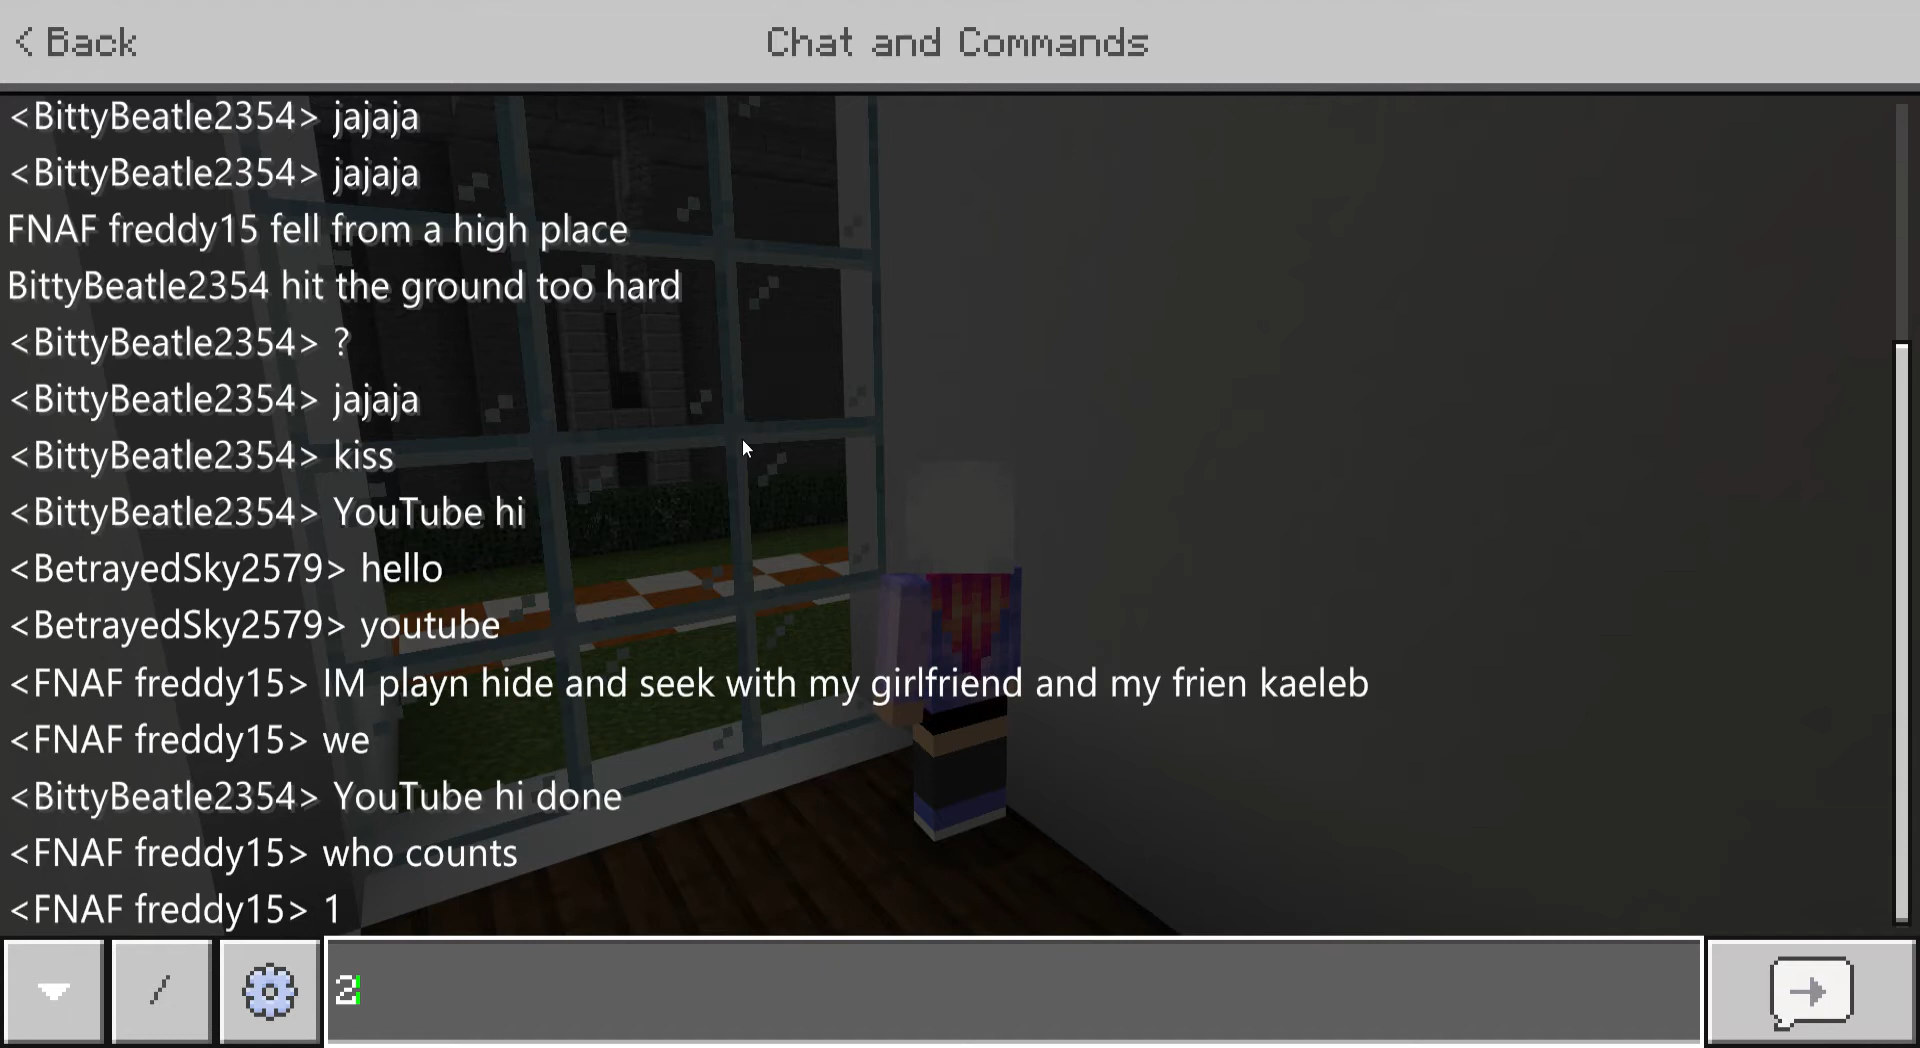 < Back
Chat and Commands
<BittyBeatle2354> jajaja
<BittyBeatle2354> jajaja
FNAF freddy15 fell from a high place
BittyBeatle2354 hit the ground too hard
<BittyBeatle2354> ?
<BittyBeatle2354> jajaja
<BittyBeatle2354> kiss
<BittyBeatle2354> YouTube hi
<BetrayedSky2579> hello
<BetrayedSky2579> youtube
<FNAF freddy15> IM playn hide and seek with my girlfriend and my frien kaeleb
<FNAF freddy15> we
<BittyBeatle2354> YouTube hi done
<FNAF freddy15> who counts
<FNAF freddy15> 1
/
2